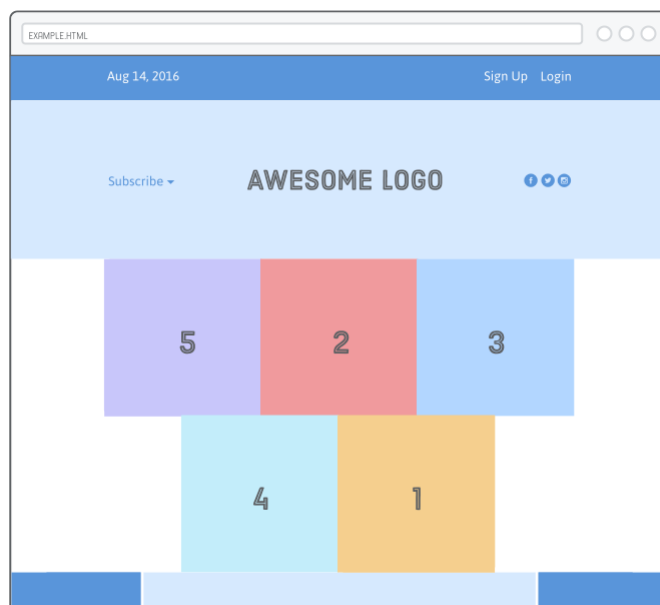 EXAMPLE.HTML
Aug 14, 2016 Sign Up Login
Subscribe AWESOME LOGO
5 2 3
4 1